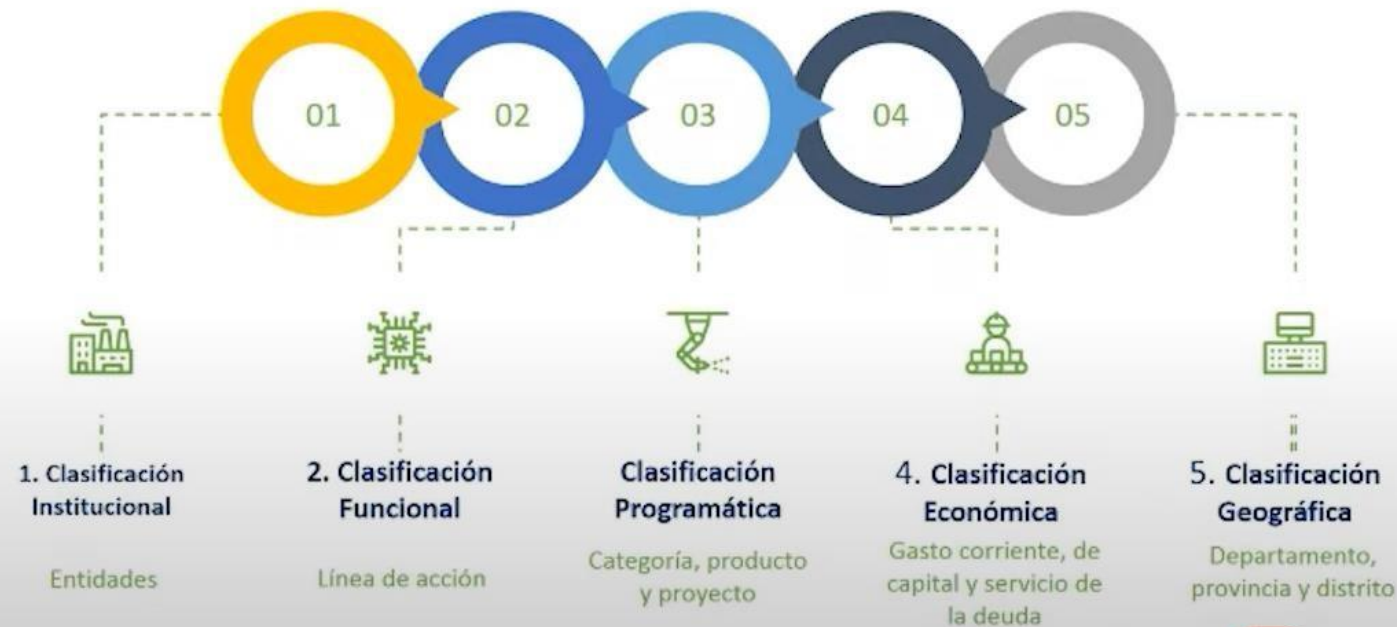 01
02
03
04
05
1. Clasificación
Institucional
Entidades
2. Clasificación
Funcional
Línea de acción
Clasificación
Programática
Categoría, producto
y proyecto
4. Clasificación
Económica
Gasto corriente, de
capital y servicio de
la deuda
5. Clasificación
Geográfica
Departamento,
provincia y distrito